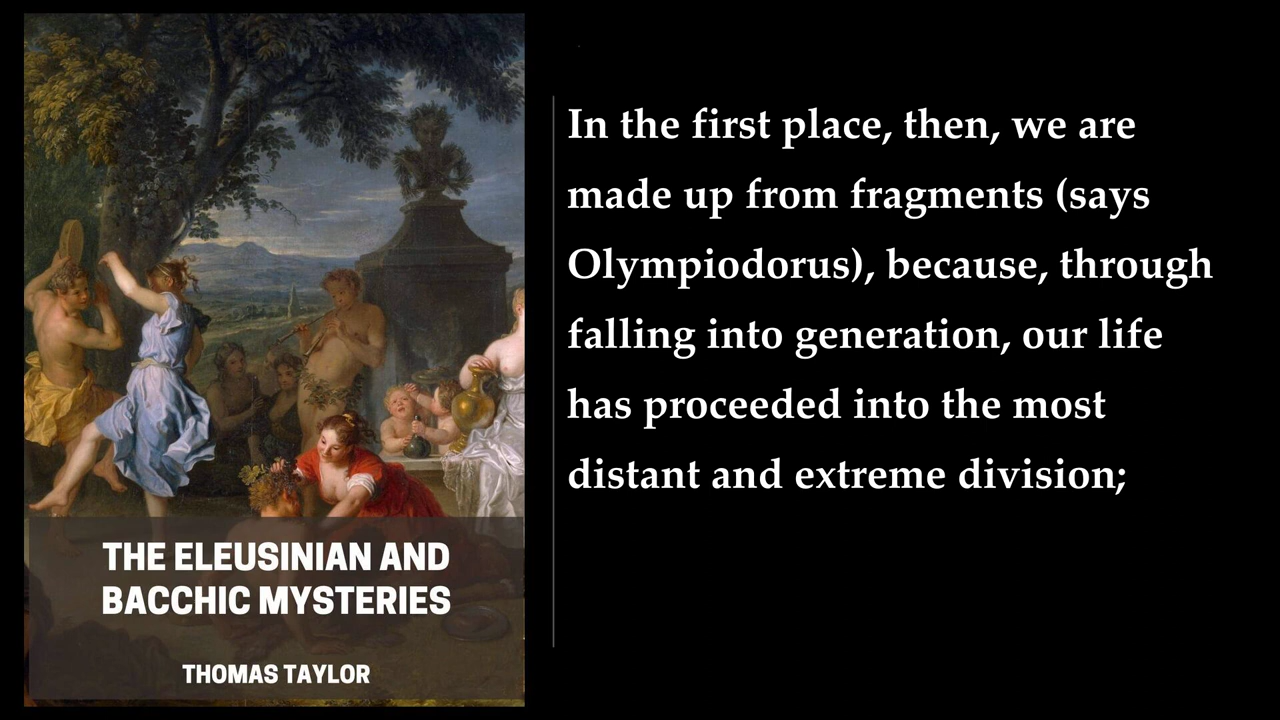 THE ELEUSINIAN AND
BACCHIC MYSTERIES
THOMAS TAYLOR
In the first place, then, we are
made up from fragments (says
Olympiodorus), because, through
falling into generation, our life
has proceeded into the most
distant and extreme division;